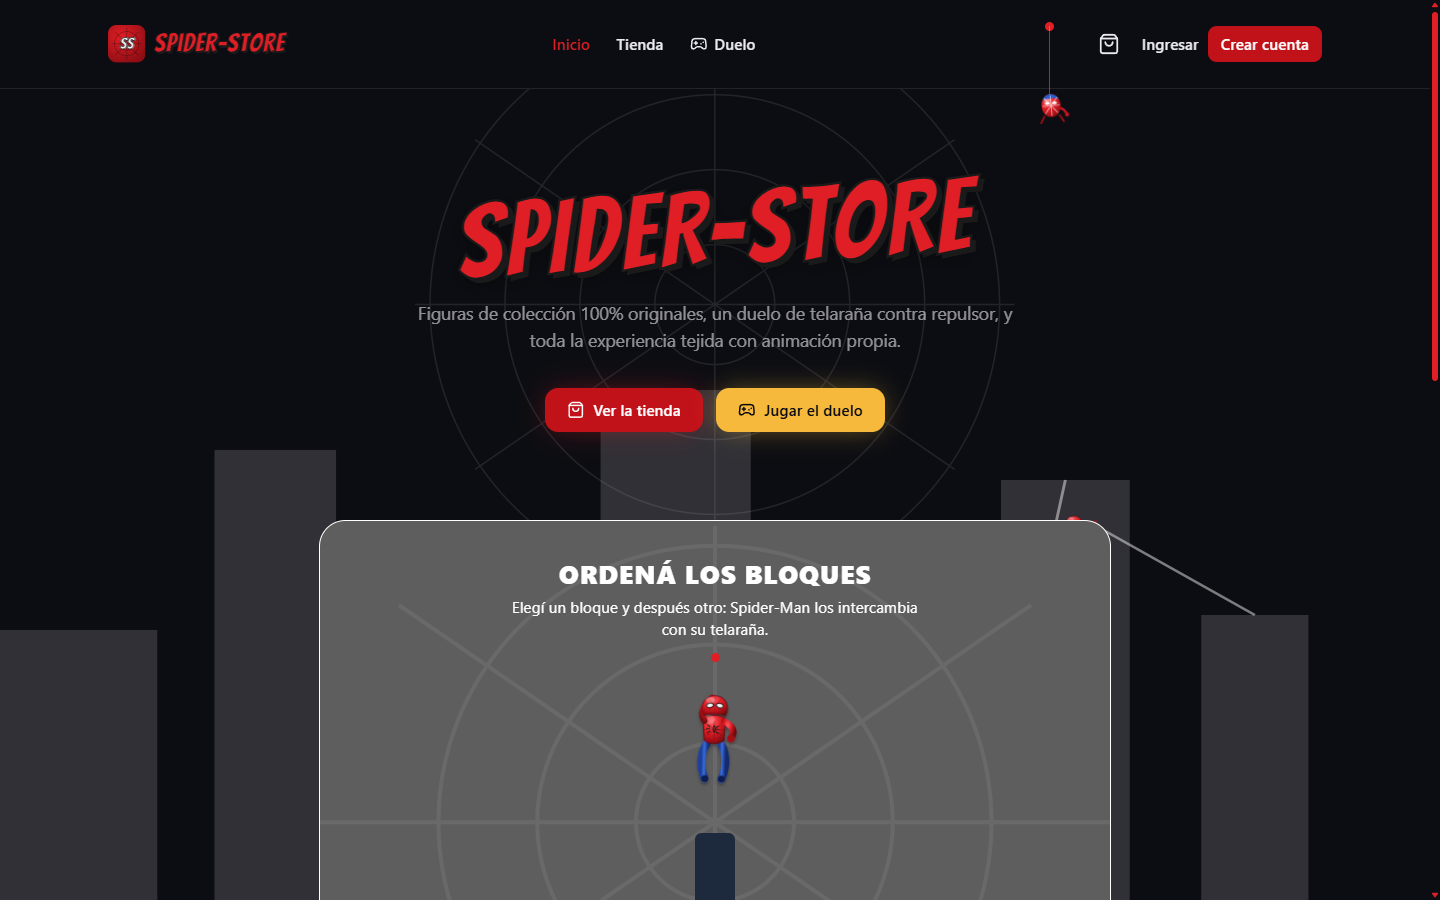 SS SPIDER-STORE
Inicio Tienda Duelo
Ingresar Crear cuenta
SPIDER-STORE
Figuras de colección 100% originales, un duelo de telaraña contra repulsor, y
toda la experiencia tejida con animación propia.
Ver la tienda Jugar el duelo
ORDENÁ LOS BLOQUES
Elegí un bloque y después otro: Spider-Man los intercambia
con su telaraña.